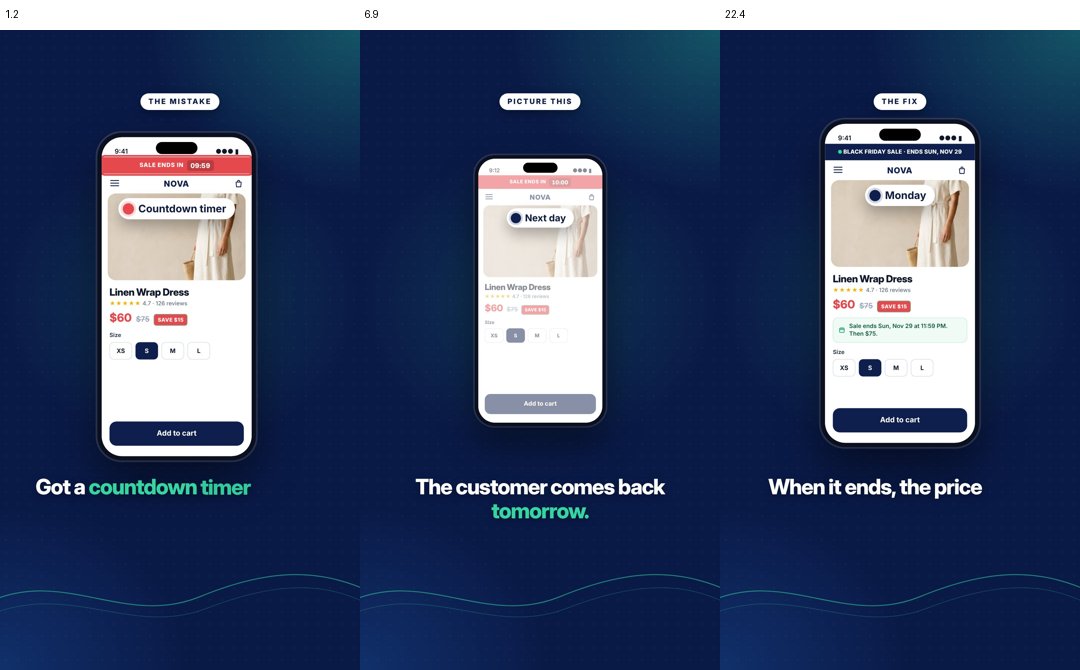 1.2
THE MISTAKE
9:41
SALE ENDS IN 09:59
NOVA
Countdown timer
Linen Wrap Dress
★★★★★ 4.7 · 126 reviews
$60 $75 SAVE $15
Size
XS S M L
Add to cart
Got a countdown timer
6.9
PICTURE THIS
9:12
SALE ENDS IN 10:00
NOVA
Next day
Linen Wrap Dress
★★★★★ 4.7 · 126 reviews
$60 $75 SAVE $15
Size
XS S M L
Add to cart
The customer comes back
tomorrow.
22.4
THE FIX
9:41
BLACK FRIDAY SALE · ENDS SUN, NOV 29
NOVA
Monday
Linen Wrap Dress
★★★★★ 4.7 · 126 reviews
$60 $75 SAVE $15
Sale ends Sun, Nov 29 at 11:59 PM.
Then $75.
Size
XS S M L
Add to cart
When it ends, the price